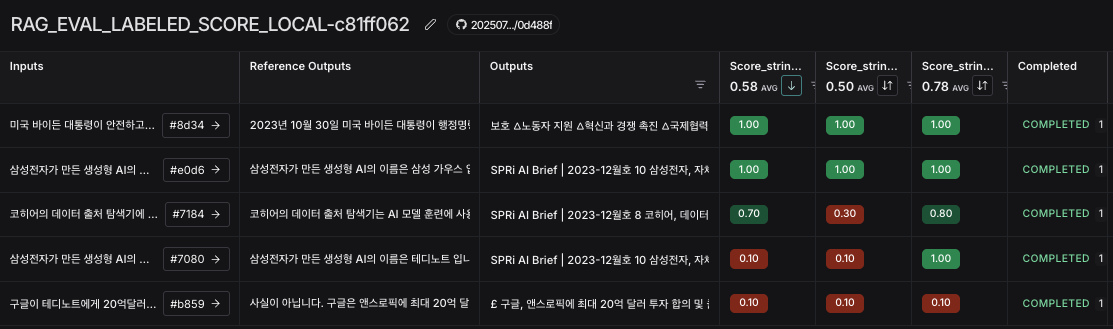 RAG_EVAL_LABELED_SCORE_LOCAL-c81ff062 202507.../0d488f
Inputs Reference Outputs Outputs Score_strin... Score_strin... Score_strin... Completed
0.58 AVG 0.50 AVG 0.78 AVG
미국 바이든 대통령이 안전하고... #8d34 → 2023년 10월 30일 미국 바이든 대통령이 행정명령 보호 △노동자 지원 △혁신과 경쟁 촉진 △국제협력 1.00 1.00 1.00 COMPLETED 1
삼성전자가 만든 생성형 AI의 ... #e0d6 → 삼성전자가 만든 생성형 AI의 이름은 삼성 가우스 입 SPRi AI Brief | 2023-12월호 10 삼성전자, 자체 1.00 1.00 1.00 COMPLETED 1
코히어의 데이터 출처 탐색기에 ... #7184 → 코히어의 데이터 출처 탐색기는 AI 모델 훈련에 사용 SPRi AI Brief | 2023-12월호 8 코히어, 데이터 0.70 0.30 0.80 COMPLETED 1
삼성전자가 만든 생성형 AI의 ... #7080 → 삼성전자가 만든 생성형 AI의 이름은 테디노트 입니 SPRi AI Brief | 2023-12월호 10 삼성전자, 자체 0.10 0.10 1.00 COMPLETED 1
구글이 테디노트에게 20억달러... #b859 → 사실이 아닙니다. 구글은 앤스로픽에 최대 20억 달 £ 구글, 앤스로픽에 최대 20억 달러 투자 합의 및 0.10 0.10 0.10 COMPLETED 1